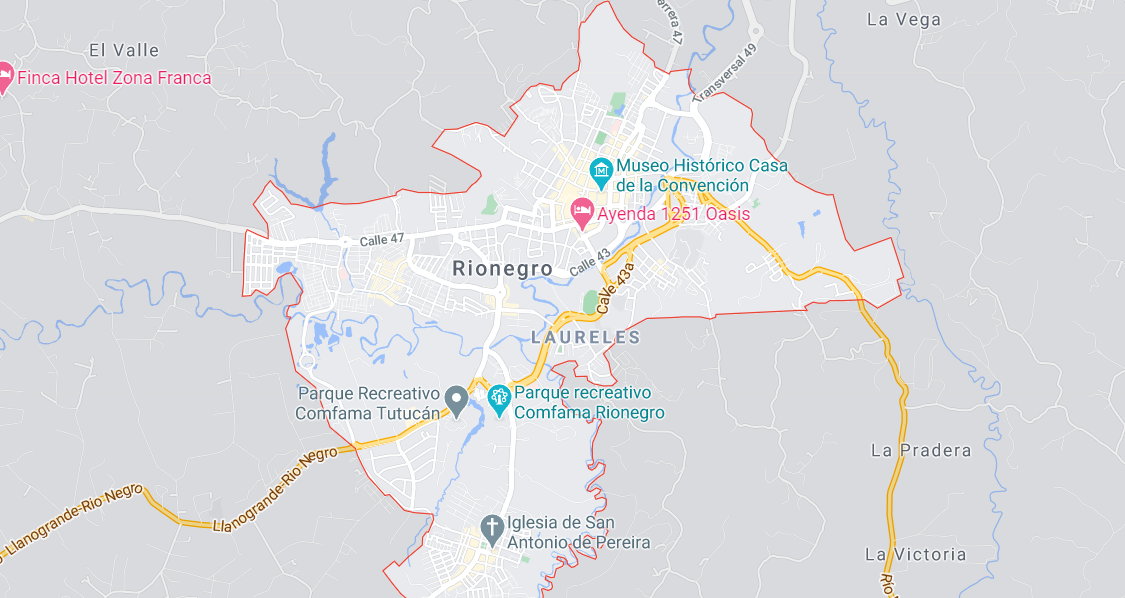 La Vega
Carrera 47
El Valle
Transversal 49
Finca Hotel Zona Franca
Museo Histórico Casa
de la Convención
Ayenda 1251 Oasis
Calle 47
Calle 43
Rionegro
Calle 43a
LAURELES
Parque Recreativo
Comfama Tutucán
Parque recreativo
Comfama Rionegro
La Pradera
Llanogrande-Rio Negro
Llanogrande-Rio Negro
Iglesia de San
Antonio de Pereira
La Victoria